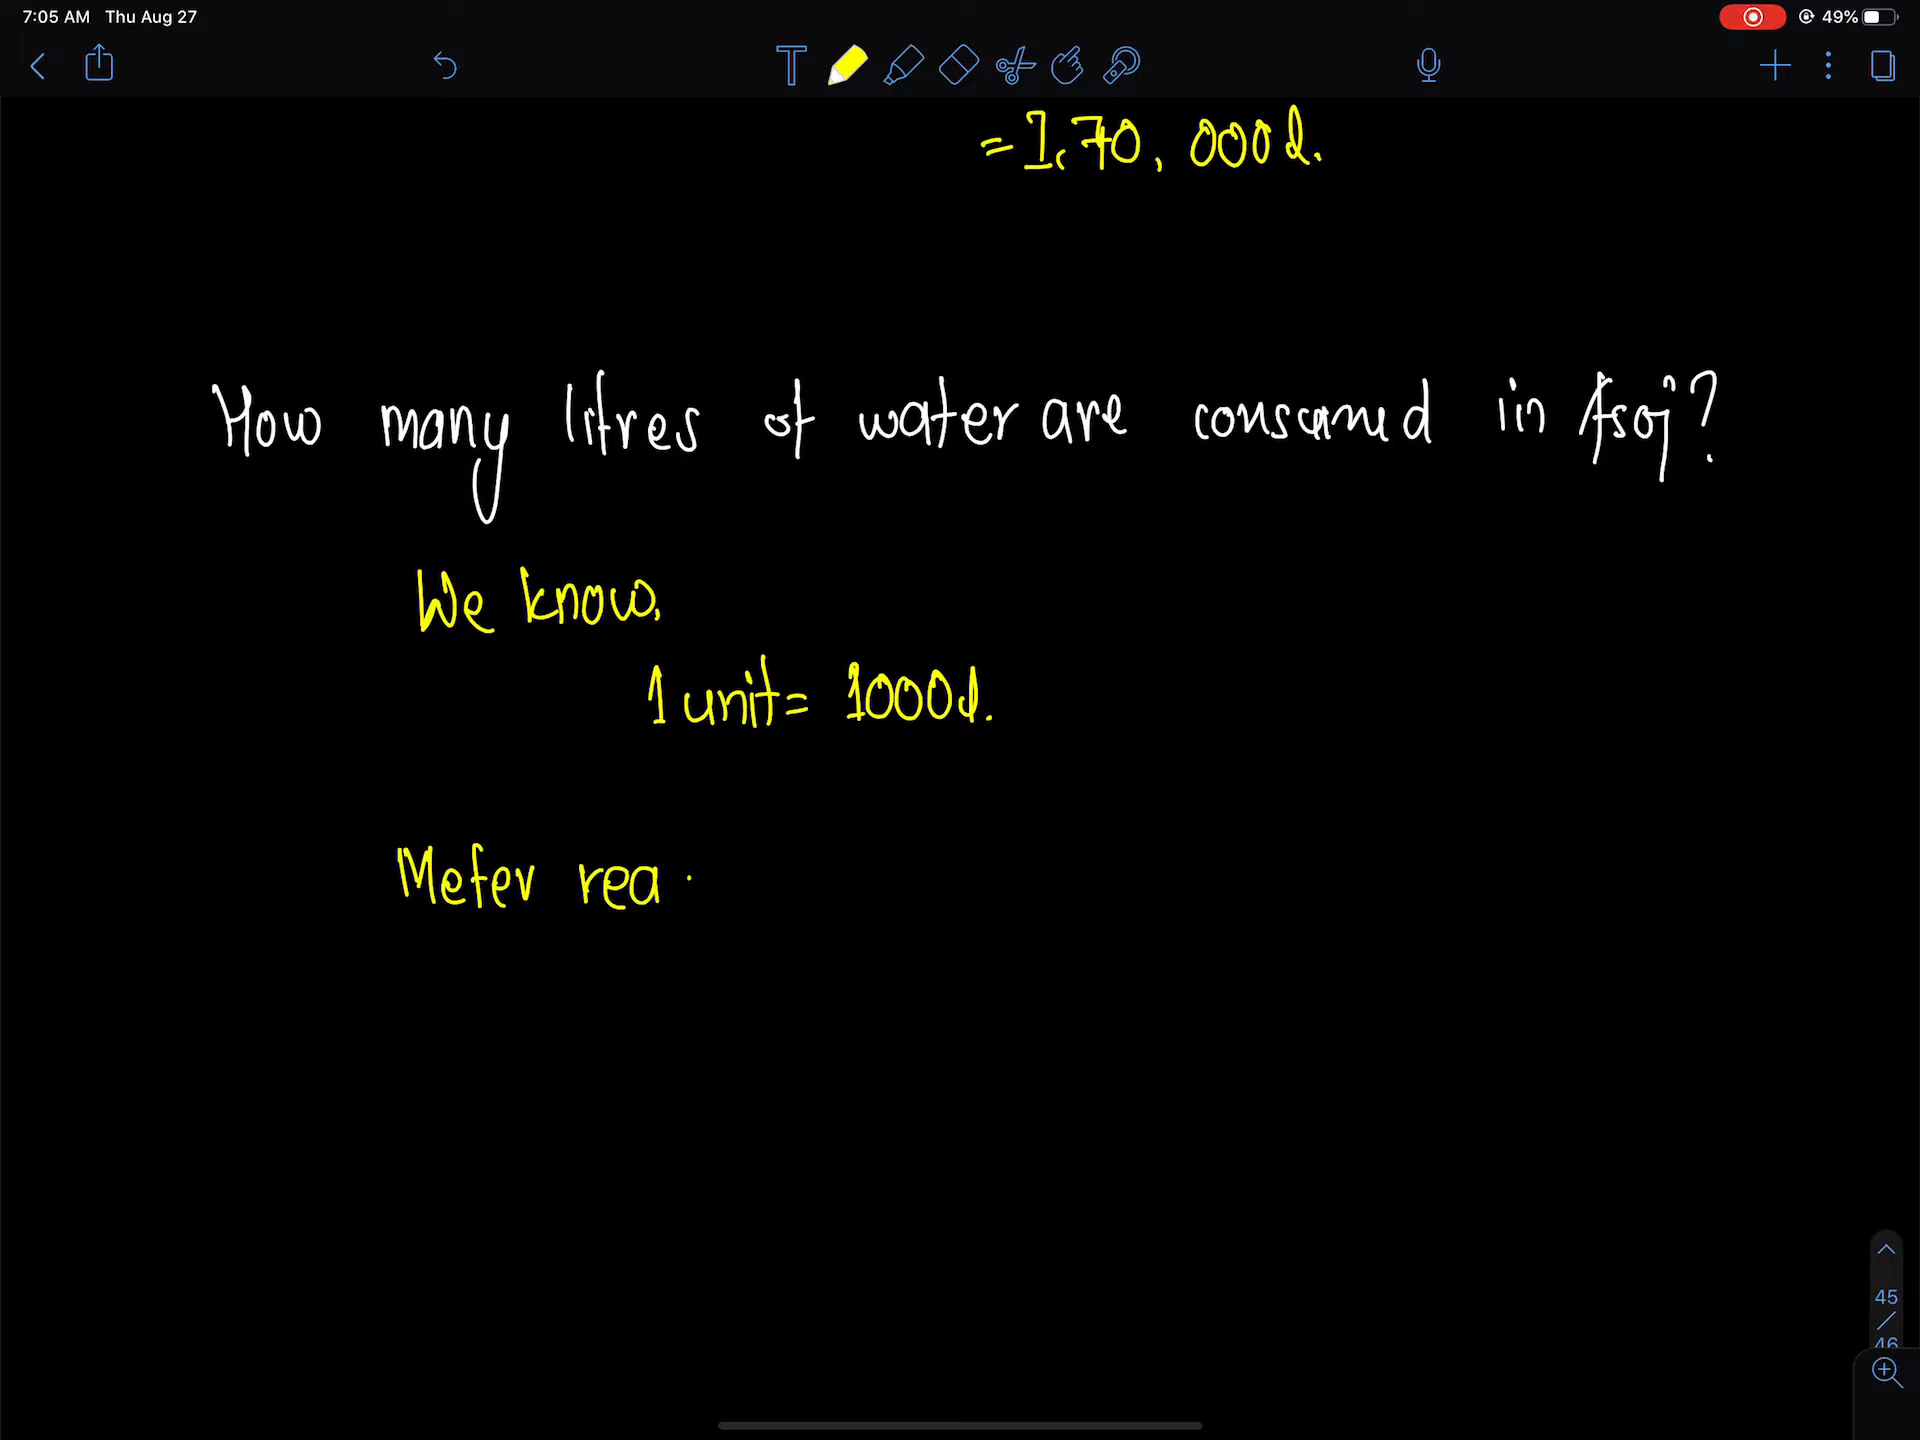 7:05 AM Thu Aug 27
49%
T
= 1,70,000l.
How many litres of water are consumed in Asoj?
We know,
1 unit = 1000l.
Meter rea
45
46